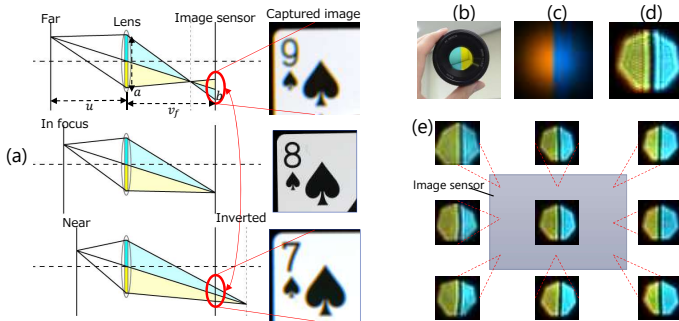 Far
Lens
Image sensor
Captured image
a
b
u
v_f
9
In focus
(a)
8
Near
Inverted
7
(b)
(c)
(d)
(e)
Image sensor